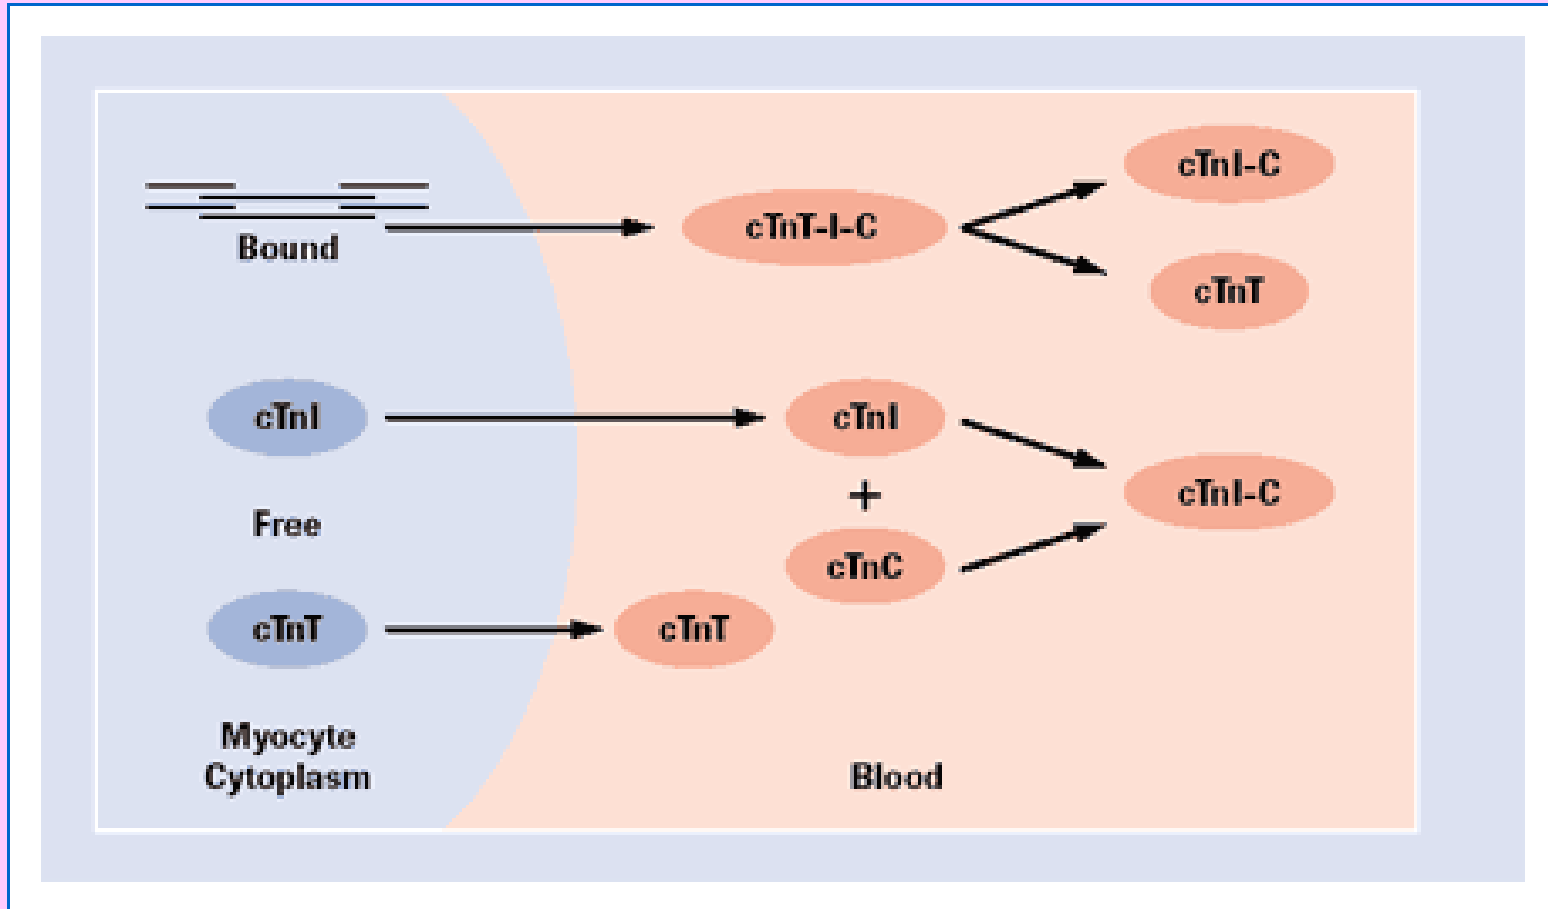 cTnI-C
cTnT-I-C
Bound
cTnT
cTnI
cTnI
+
cTnI-C
Free
cTnC
cTnT
cTnT
Myocyte
Cytoplasm
Blood